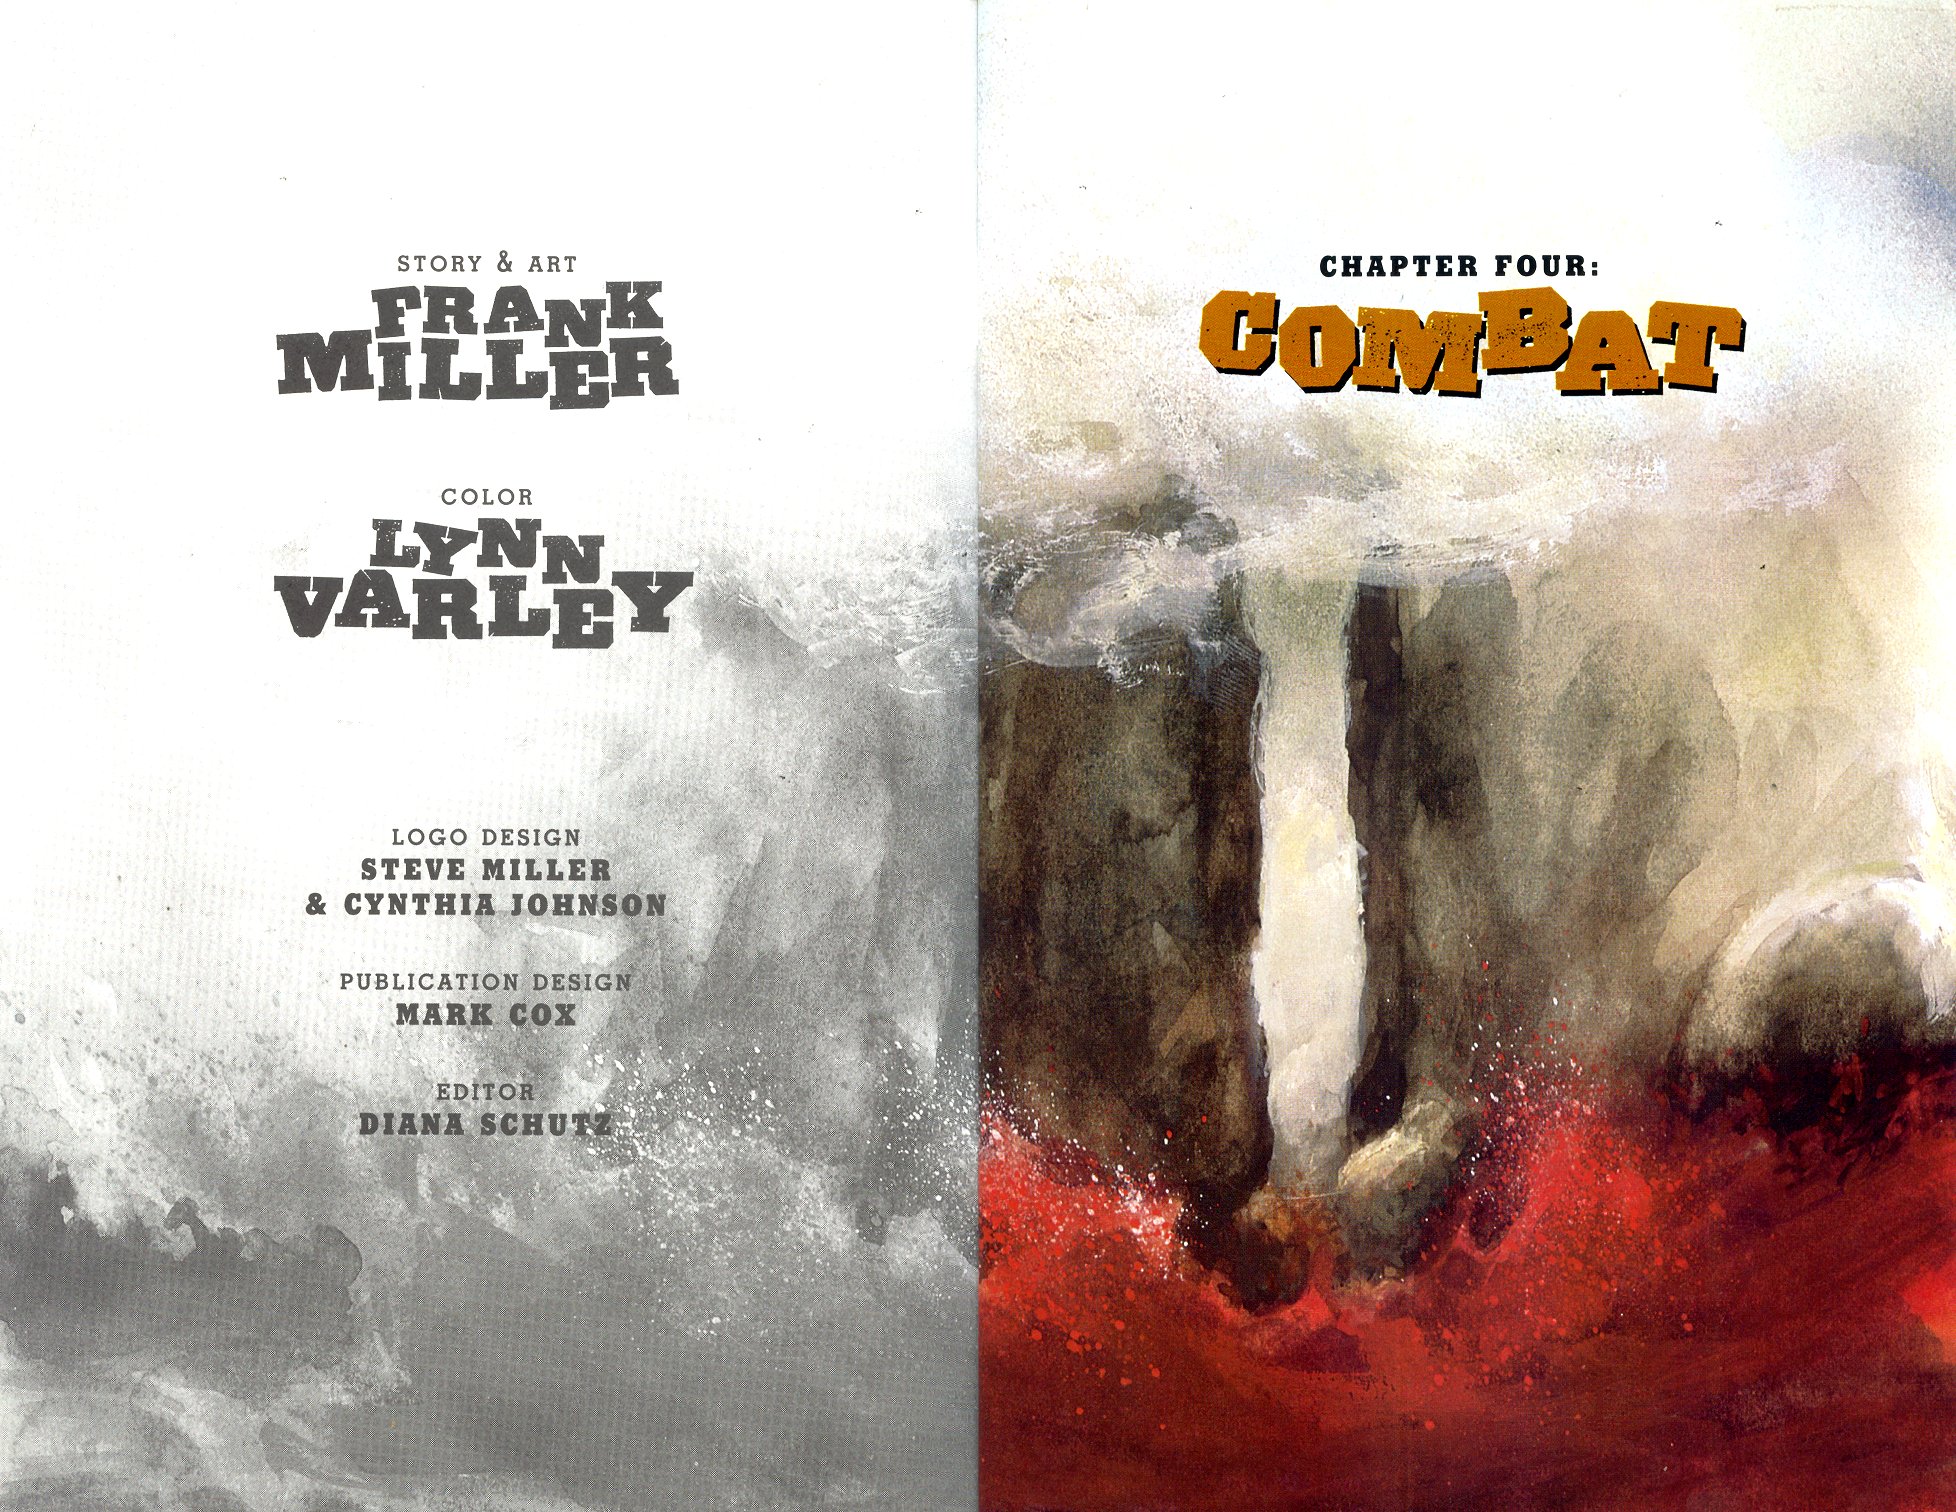 STORY & ART
FRANK
MILLER
COLOR
LYNN
VARLEY
LOGO DESIGN
STEVE MILLER
& CYNTHIA JOHNSON
PUBLICATION DESIGN
MARK COX
EDITOR
DIANA SCHUTZ
CHAPTER FOUR:
COMBAT